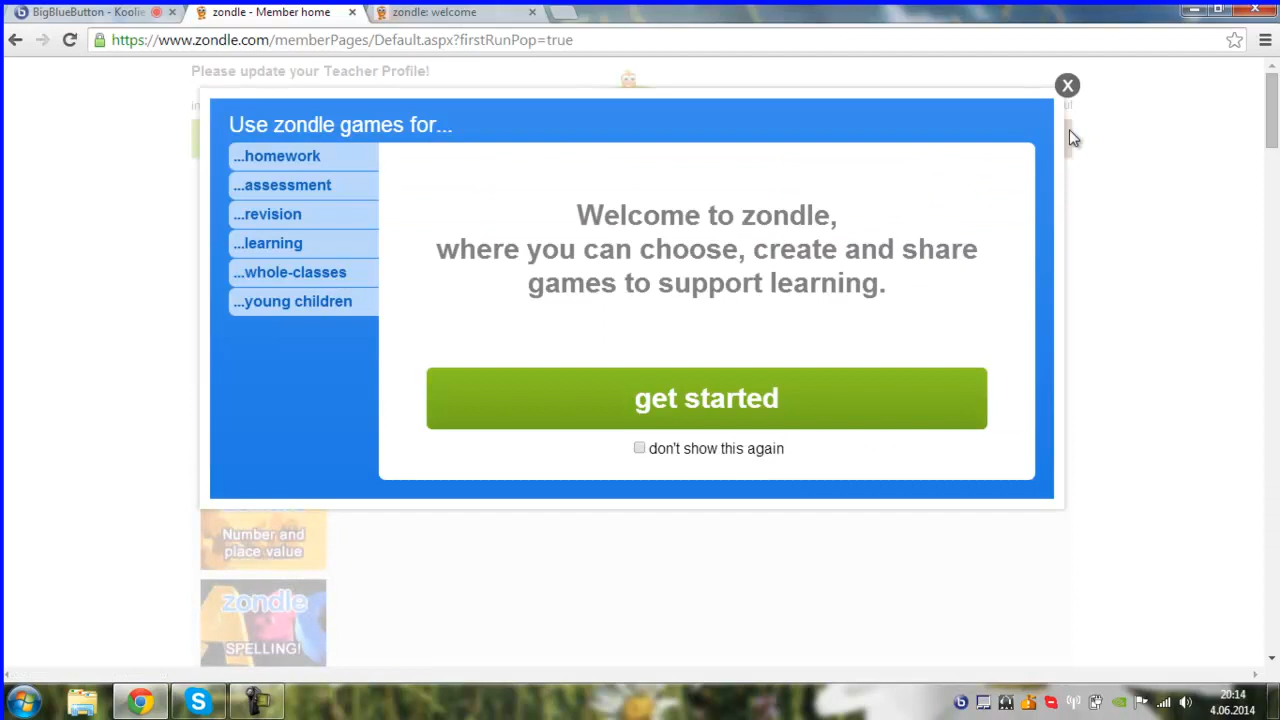 BigBlueButton - Koolie
zondle - Member home
zondle: welcome
https://www.zondle.com/memberPages/Default.aspx?firstRunPop=true
Please update your Teacher Profile!
Use zondle games for...
...homework
...assessment
...revision
...learning
...whole-classes
...young children
Welcome to zondle,
where you can choose, create and share
games to support learning.
get started
don't show this again
Number and
place value
zondle
SPELLING!
20:14
4.06.2014